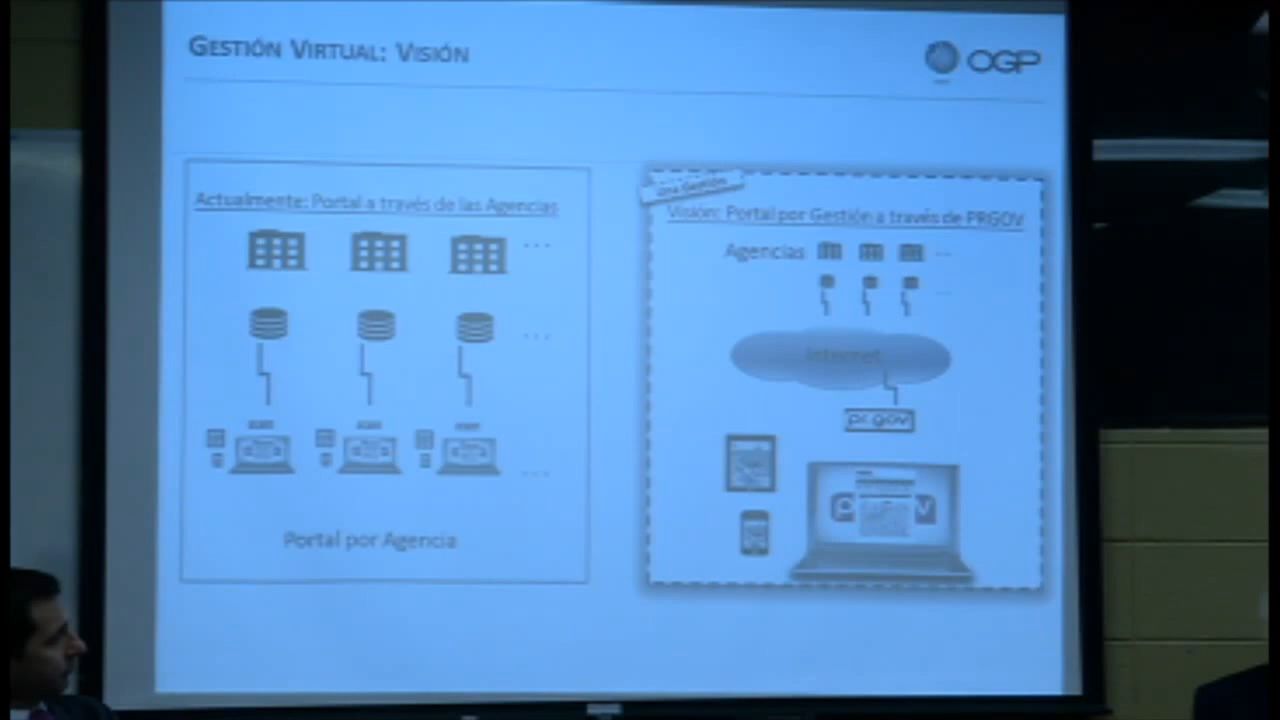 GESTIÓN VIRTUAL: VISIÓN
OGP
Actualmente: Portal a través de las Agencias
...
...
...
Portal por Agencia
Una Gestión
Visión: Portal por Gestión a través de PRGOV
Agencias
...
...
Internet
pr.gov